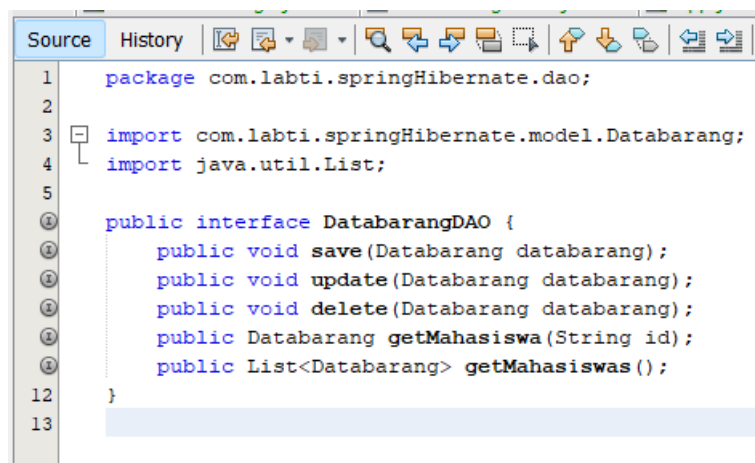 Source History
1 package com.labti.springHibernate.dao;
2
3 import com.labti.springHibernate.model.Databarang;
4 import java.util.List;
5
public interface DatabarangDAO {
public void save(Databarang databarang);
public void update(Databarang databarang);
public void delete(Databarang databarang);
public Databarang getMahasiswa(String id);
public List<Databarang> getMahasiswas();
12 }
13